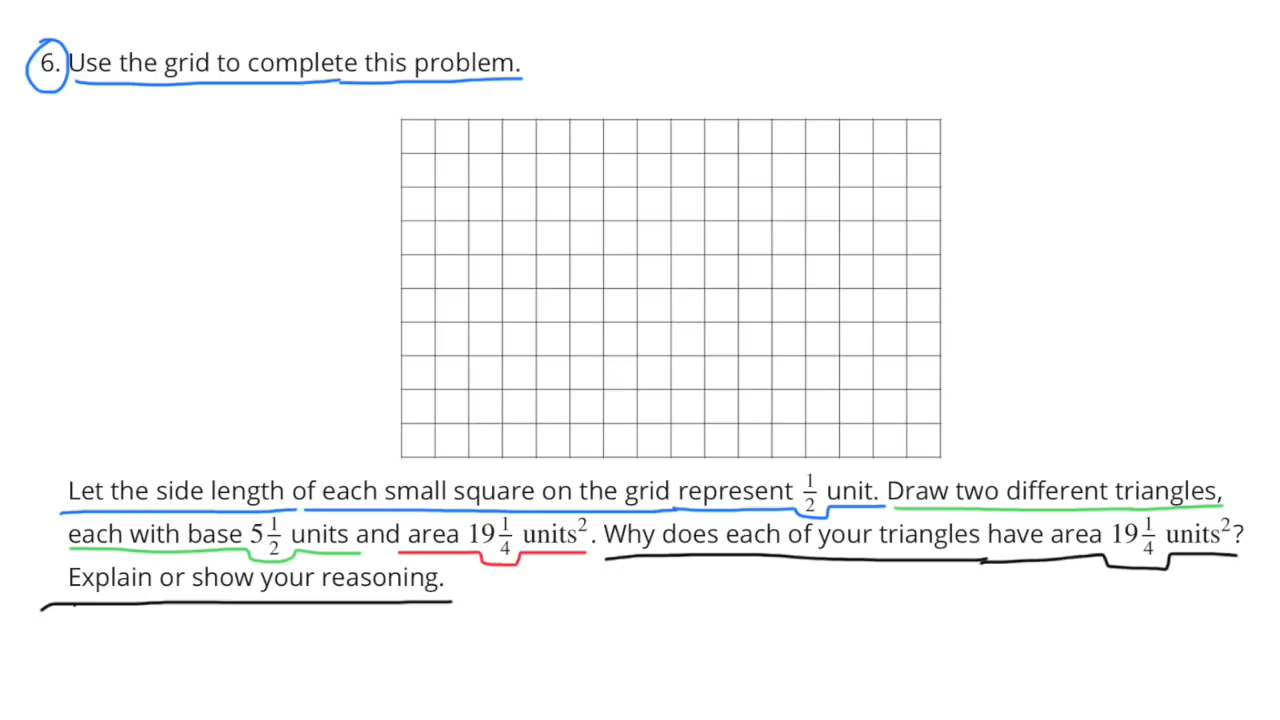 6. Use the grid to complete this problem.
Let the side length of each small square on the grid represent 1/2 unit. Draw two different triangles,
each with base 5 1/2 units and area 19 1/4 units². Why does each of your triangles have area 19 1/4 units²?
Explain or show your reasoning.